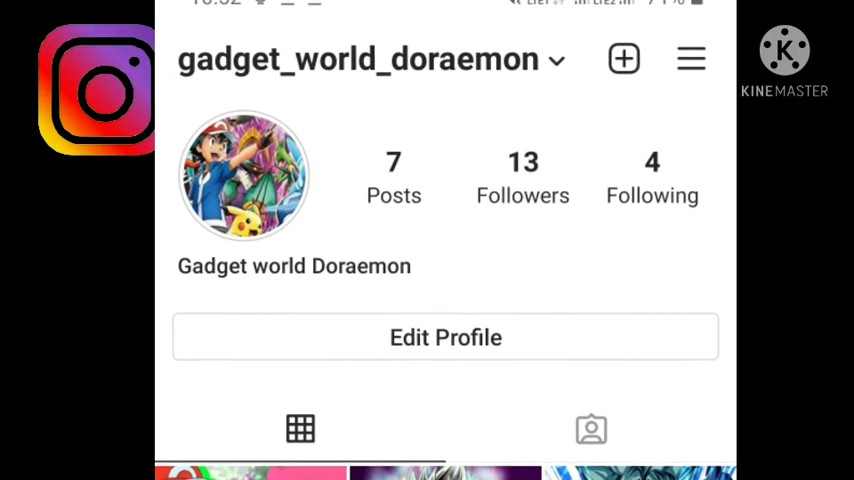 gadget_world_doraemon
KINEMASTER
7
13
4
Posts
Followers
Following
Gadget world Doraemon
Edit Profile